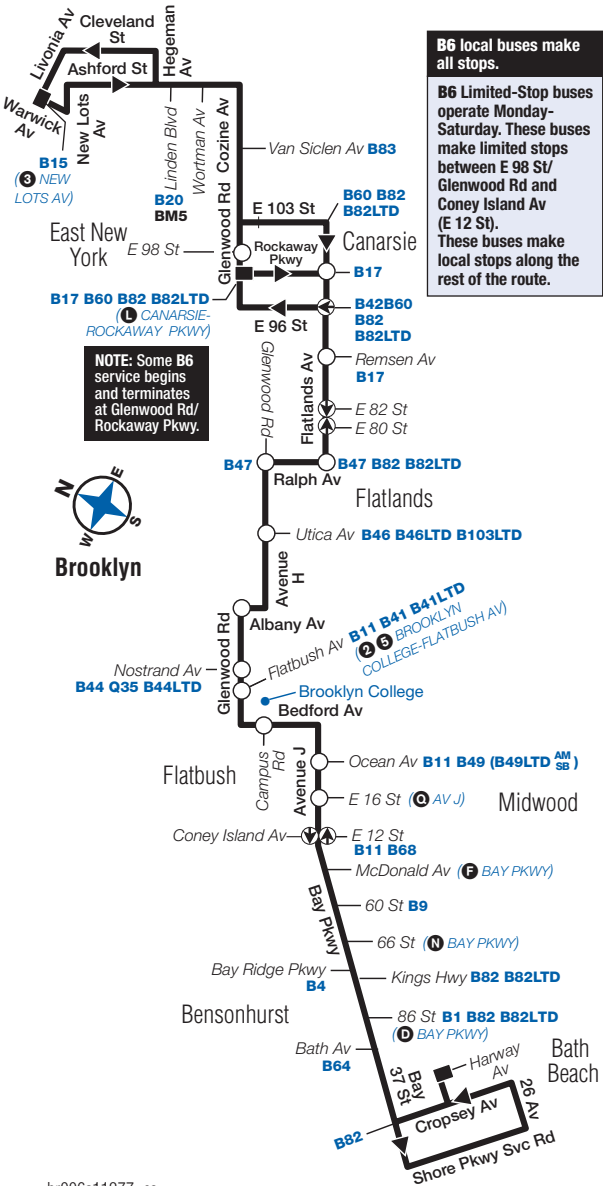 Cleveland
St
Livonia Av
Ashford St
Hegeman
Av
Warwick
Av
New Lots
Av
B15
(3 NEW
LOTS AV)
Linden Blvd
Wortman Av
Cozine Av
B20
BM5
Van Siclen Av B83
B6 local buses make
all stops.
B6 Limited-Stop buses
operate Monday-
Saturday. These buses
make limited stops
between E 98 St/
Glenwood Rd and
Coney Island Av
(E 12 St).
These buses make
local stops along the
rest of the route.
East New
York
E 98 St
Glenwood Rd
E 103 St
B60 B82
B82LTD
Canarsie
Rockaway
Pkwy
B17
B17 B60 B82 B82LTD
(L CANARSIE-
ROCKAWAY PKWY)
E 96 St
B42B60
B82
B82LTD
NOTE: Some B6
service begins
and terminates
at Glenwood Rd/
Rockaway Pkwy.
Glenwood Rd
Flatlands Av
Remsen Av
B17
E 82 St
E 80 St
B47
Ralph Av
B47 B82 B82LTD
Flatlands
N
E
S
W
Brooklyn
Utica Av B46 B46LTD B103LTD
Avenue
H
Albany Av
Glenwood Rd
Flatbush Av B11 B41 B41LTD
(2 5 BROOKLYN
COLLEGE-FLATBUSH AV)
Nostrand Av
B44 Q35 B44LTD
Brooklyn College
Bedford Av
Campus
Rd
Flatbush
Avenue J
Ocean Av B11 B49 (B49LTD AM SB)
E 16 St (Q AV J)
Midwood
Coney Island Av
E 12 St
B11 B68
McDonald Av (F BAY PKWY)
Bay Pkwy
60 St B9
66 St (N BAY PKWY)
Bay Ridge Pkwy
B4
Kings Hwy B82 B82LTD
Bensonhurst
86 St B1 B82 B82LTD
(D BAY PKWY)
Bath Av
B64
Bay
37 St
Harway
Av
Bath
Beach
26 Av
Cropsey Av
B82
Shore Pkwy Svc Rd